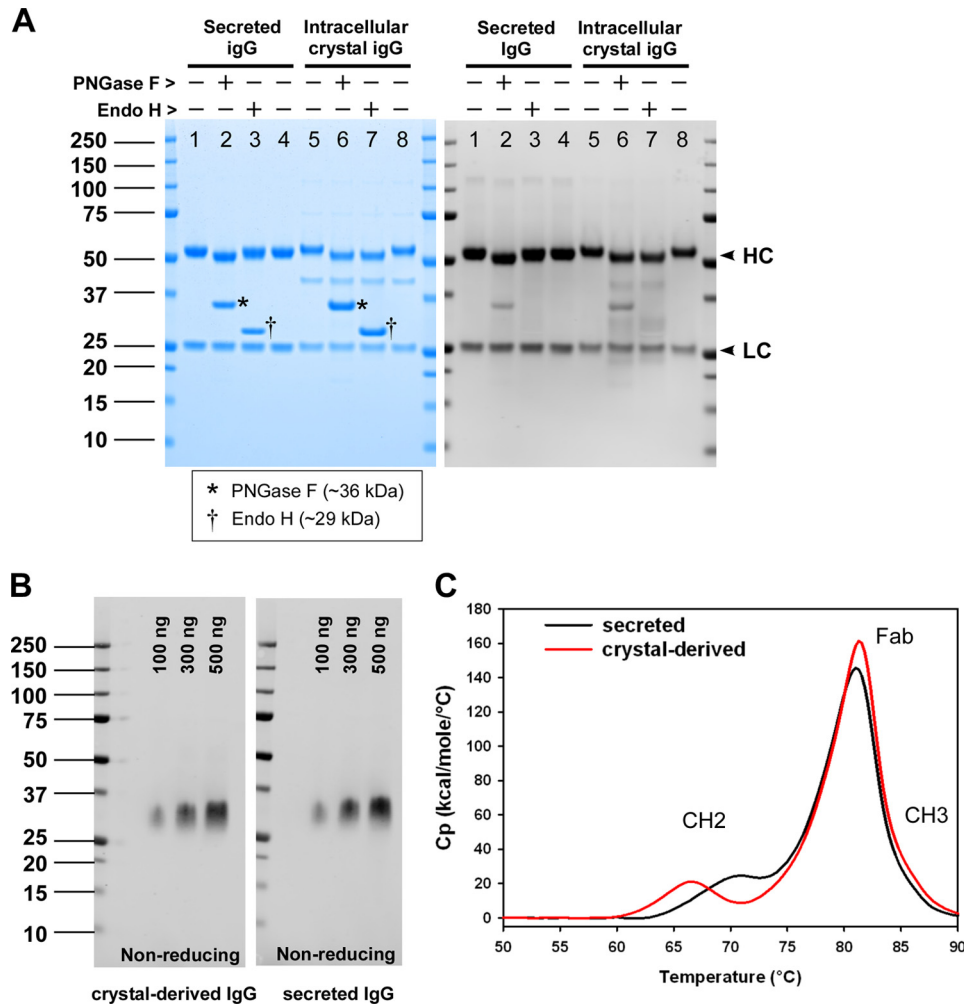 A
Secreted
igG
Intracellular
crystal igG
Secreted
IgG
Intracellular
crystal igG
PNGase F > – + – – – + – – – + – – – + – –
Endo H > – – + – – – + – – – + – – – + –
1 2 3 4 5 6 7 8 1 2 3 4 5 6 7 8
250
150
100
75
50
37
25
20
15
10
*
†
*
†
HC
LC
* PNGase F (~36 kDa)
† Endo H (~29 kDa)
B
250
150
100
75
50
37
25
20
15
10
100 ng
300 ng
500 ng
100 ng
300 ng
500 ng
Non-reducing
Non-reducing
crystal-derived IgG
secreted IgG
C
secreted
crystal-derived
Fab
CH2
CH3
Cp (kcal/mole/°C)
180
160
140
120
100
80
60
40
20
0
50 55 60 65 70 75 80 85 90
Temperature (°C)